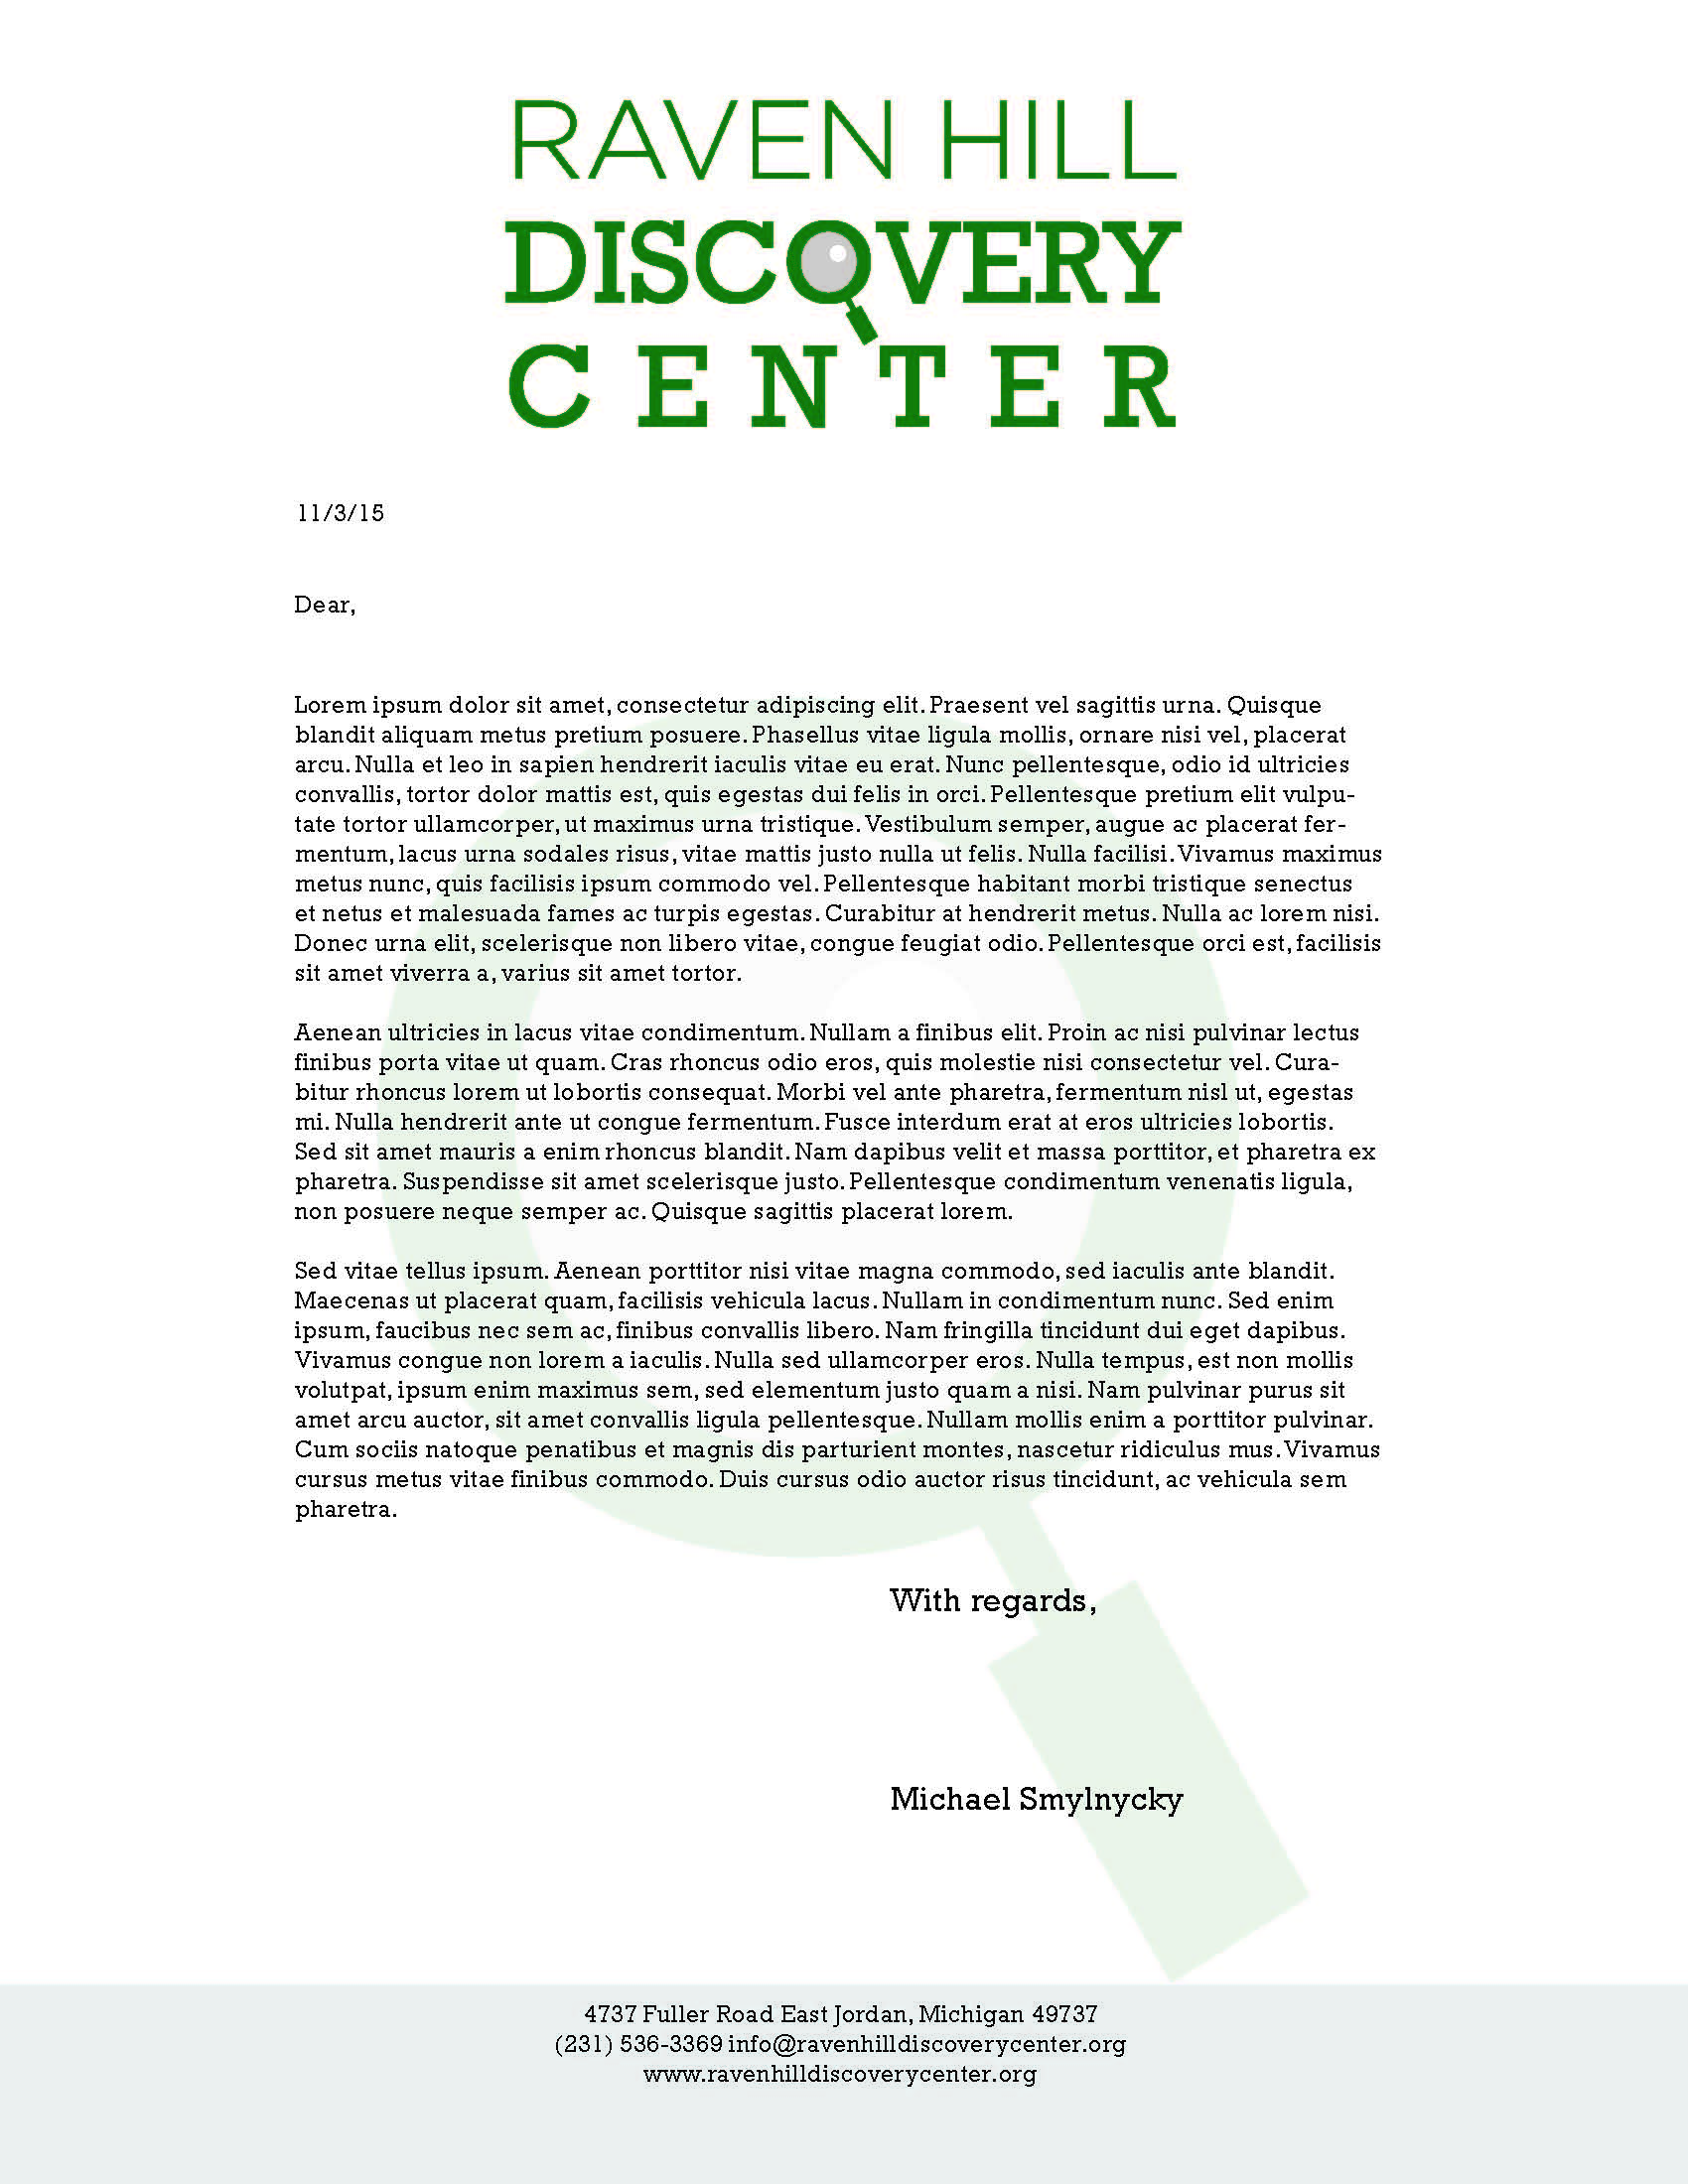 RAVEN HILL
DISCOVERY
CENTER
11/3/15
Dear,
Lorem ipsum dolor sit amet, consectetur adipiscing elit. Praesent vel sagittis urna. Quisque
blandit aliquam metus pretium posuere. Phasellus vitae ligula mollis, ornare nisi vel, placerat
arcu. Nulla et leo in sapien hendrerit iaculis vitae eu erat. Nunc pellentesque, odio id ultricies
convallis, tortor dolor mattis est, quis egestas dui felis in orci. Pellentesque pretium elit vulpu-
tate tortor ullamcorper, ut maximus urna tristique. Vestibulum semper, augue ac placerat fer-
mentum, lacus urna sodales risus, vitae mattis justo nulla ut felis. Nulla facilisi. Vivamus maximus
metus nunc, quis facilisis ipsum commodo vel. Pellentesque habitant morbi tristique senectus
et netus et malesuada fames ac turpis egestas. Curabitur at hendrerit metus. Nulla ac lorem nisi.
Donec urna elit, scelerisque non libero vitae, congue feugiat odio. Pellentesque orci est, facilisis
sit amet viverra a, varius sit amet tortor.
Aenean ultricies in lacus vitae condimentum. Nullam a finibus elit. Proin ac nisi pulvinar lectus
finibus porta vitae ut quam. Cras rhoncus odio eros, quis molestie nisi consectetur vel. Cura-
bitur rhoncus lorem ut lobortis consequat. Morbi vel ante pharetra, fermentum nisl ut, egestas
mi. Nulla hendrerit ante ut congue fermentum. Fusce interdum erat at eros ultricies lobortis.
Sed sit amet mauris a enim rhoncus blandit. Nam dapibus velit et massa porttitor, et pharetra ex
pharetra. Suspendisse sit amet scelerisque justo. Pellentesque condimentum venenatis ligula,
non posuere neque semper ac. Quisque sagittis placerat lorem.
Sed vitae tellus ipsum. Aenean porttitor nisi vitae magna commodo, sed iaculis ante blandit.
Maecenas ut placerat quam, facilisis vehicula lacus. Nullam in condimentum nunc. Sed enim
ipsum, faucibus nec sem ac, finibus convallis libero. Nam fringilla tincidunt dui eget dapibus.
Vivamus congue non lorem a iaculis. Nulla sed ullamcorper eros. Nulla tempus, est non mollis
volutpat, ipsum enim maximus sem, sed elementum justo quam a nisi. Nam pulvinar purus sit
amet arcu auctor, sit amet convallis ligula pellentesque. Nullam mollis enim a porttitor pulvinar.
Cum sociis natoque penatibus et magnis dis parturient montes, nascetur ridiculus mus. Vivamus
cursus metus vitae finibus commodo. Duis cursus odio auctor risus tincidunt, ac vehicula sem
pharetra.
With regards,
Michael Smylnycky
4737 Fuller Road East Jordan, Michigan 49737
(231) 536-3369 info@ravenhilldiscoverycenter.org
www.ravenhilldiscoverycenter.org